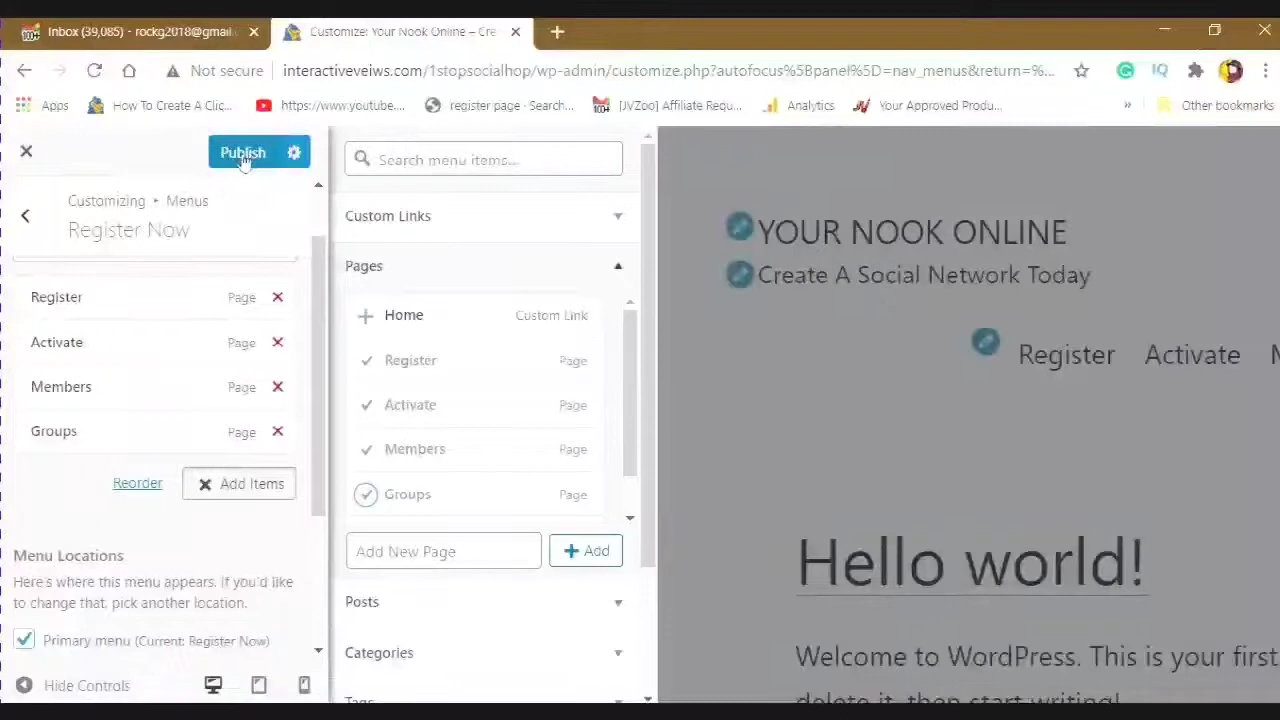 Inbox (39,085) - rockg2018@gmail.
Customize: Your Nook Online – Cre
Not secure
interactiveveiws.com/1stopsocialhop/wp-admin/customize.php?autofocus%5Bpanel%5D=nav_menus&return=%...
Apps
How To Create A Clic...
https://www.youtube....
register page - Search...
[JVZoo] Affiliate Requ...
Analytics
Your Approved Produ...
»
Other bookmarks
Publish
Customizing ▸ Menus
Register Now
Register Page
Activate Page
Members Page
Groups Page
Reorder
Add Items
Menu Locations
Here's where this menu appears. If you'd like
to change that, pick another location.
Primary menu (Current: Register Now)
Hide Controls
Search menu items...
Custom Links
Pages
Home Custom Link
Register Page
Activate Page
Members Page
Groups Page
Add New Page
Add
Posts
Categories
Tags
YOUR NOOK ONLINE
Create A Social Network Today
Register Activate M
Hello world!
Welcome to WordPress. This is your first
delete it, then start writing!